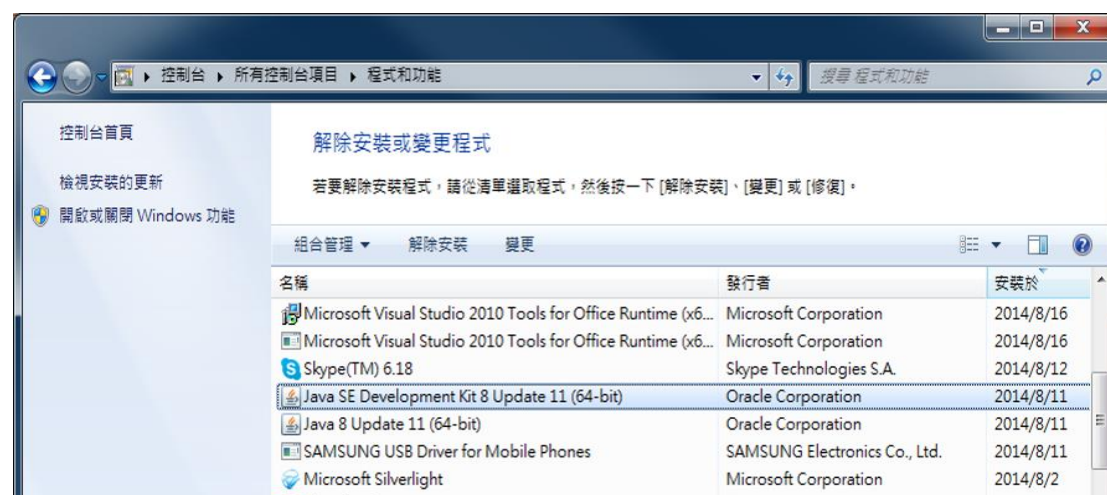 控制台 ▸ 所有控制台項目 ▸ 程式和功能
搜尋 程式和功能
控制台首頁
檢視安裝的更新
開啟或關閉 Windows 功能
解除安裝或變更程式
若要解除安裝程式，請從清單選取程式，然後按一下 [解除安裝]、[變更] 或 [修復]。
組合管理 ▼ 解除安裝 變更
名稱 發行者 安裝於
Microsoft Visual Studio 2010 Tools for Office Runtime (x6... Microsoft Corporation 2014/8/16
Microsoft Visual Studio 2010 Tools for Office Runtime (x6... Microsoft Corporation 2014/8/16
Skype(TM) 6.18 Skype Technologies S.A. 2014/8/12
Java SE Development Kit 8 Update 11 (64-bit) Oracle Corporation 2014/8/11
Java 8 Update 11 (64-bit) Oracle Corporation 2014/8/11
SAMSUNG USB Driver for Mobile Phones SAMSUNG Electronics Co., Ltd. 2014/8/11
Microsoft Silverlight Microsoft Corporation 2014/8/2